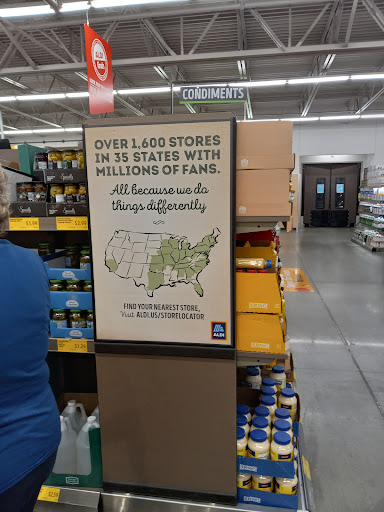 ALDI
CONDIMENTS
OVER 1,600 STORES
IN 35 STATES WITH
MILLIONS OF FANS.
All because we do
things differently
FIND YOUR NEAREST STORE,
Visit ALDI.US/STORELOCATOR
ALDI